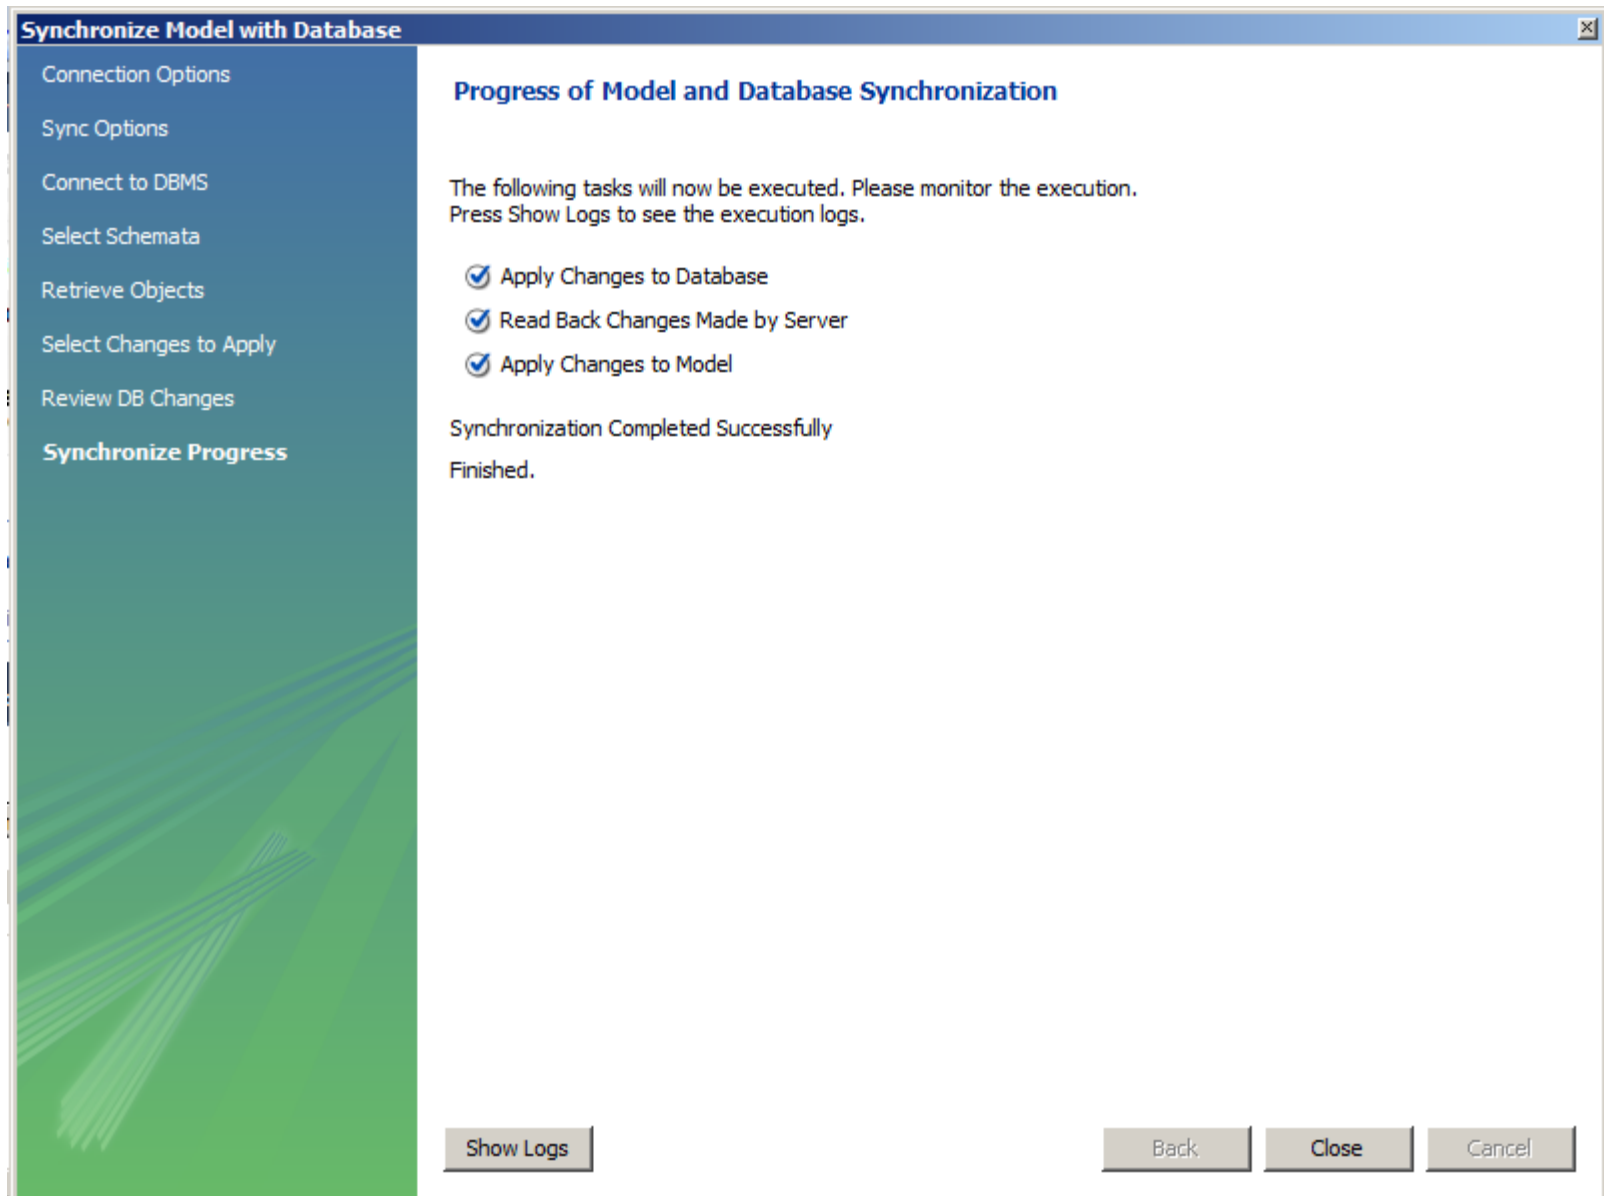 Synchronize Model with Database
Connection Options
Sync Options
Connect to DBMS
Select Schemata
Retrieve Objects
Select Changes to Apply
Review DB Changes
Synchronize Progress
Progress of Model and Database Synchronization
The following tasks will now be executed. Please monitor the execution.
Press Show Logs to see the execution logs.
Apply Changes to Database
Read Back Changes Made by Server
Apply Changes to Model
Synchronization Completed Successfully
Finished.
Show Logs
Back
Close
Cancel